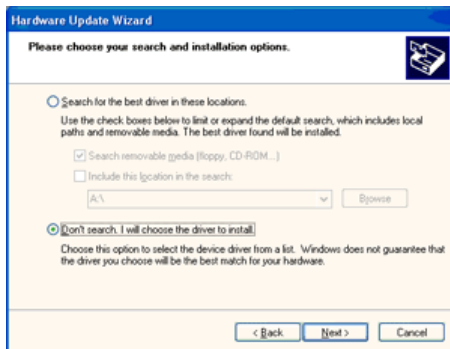 Hardware Update Wizard
Please choose your search and installation options.
Search for the best driver in these locations.
Use the check boxes below to limit or expand the default search, which includes local
paths and removable media. The best driver found will be installed.
Search removable media (floppy, CD-ROM...)
Include this location in the search:
A:\
Browse
Don't search. I will choose the driver to install.
Choose this option to select the device driver from a list. Windows does not guarantee that
the driver you choose will be the best match for your hardware.
< Back Next > Cancel